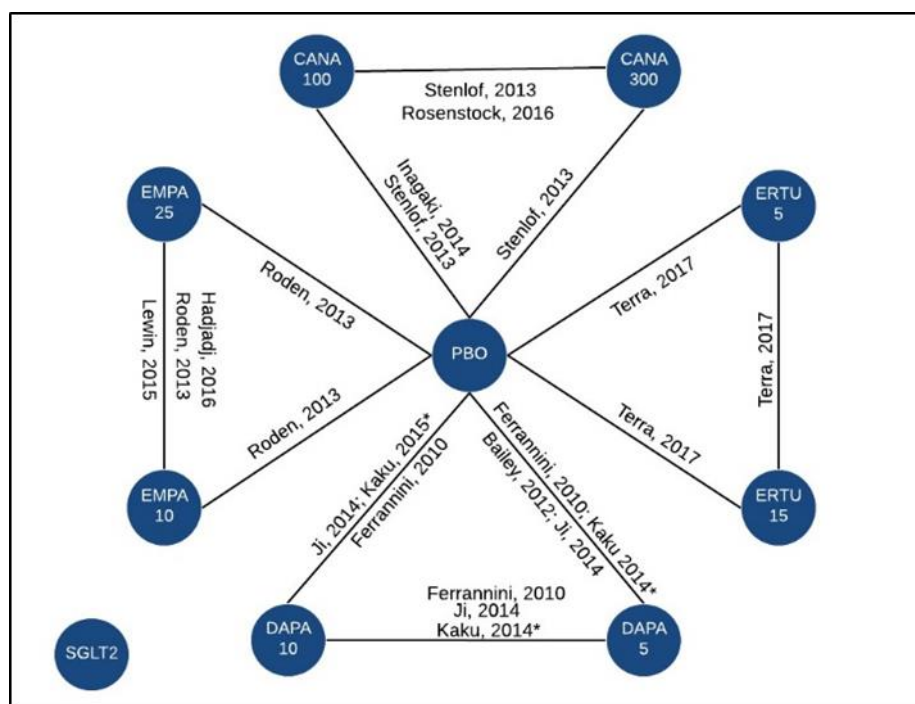 CANA
100
CANA
300
Stenlof, 2013
Rosenstock, 2016
Inagaki, 2014
Stenlof, 2013
Stenlof, 2013
EMPA
25
ERTU
5
Roden, 2013
Terra, 2017
Hadjadj, 2016
Roden, 2013
Lewin, 2015
PBO
Terra, 2017
Roden, 2013
Terra, 2017
EMPA
10
ERTU
15
Ji, 2014; Kaku, 2015*
Ferrannini, 2010
Ferrannini, 2010; Kaku 2014*
Bailey, 2012; Ji, 2014
Ferrannini, 2010
Ji, 2014
Kaku, 2014*
DAPA
10
DAPA
5
SGLT2